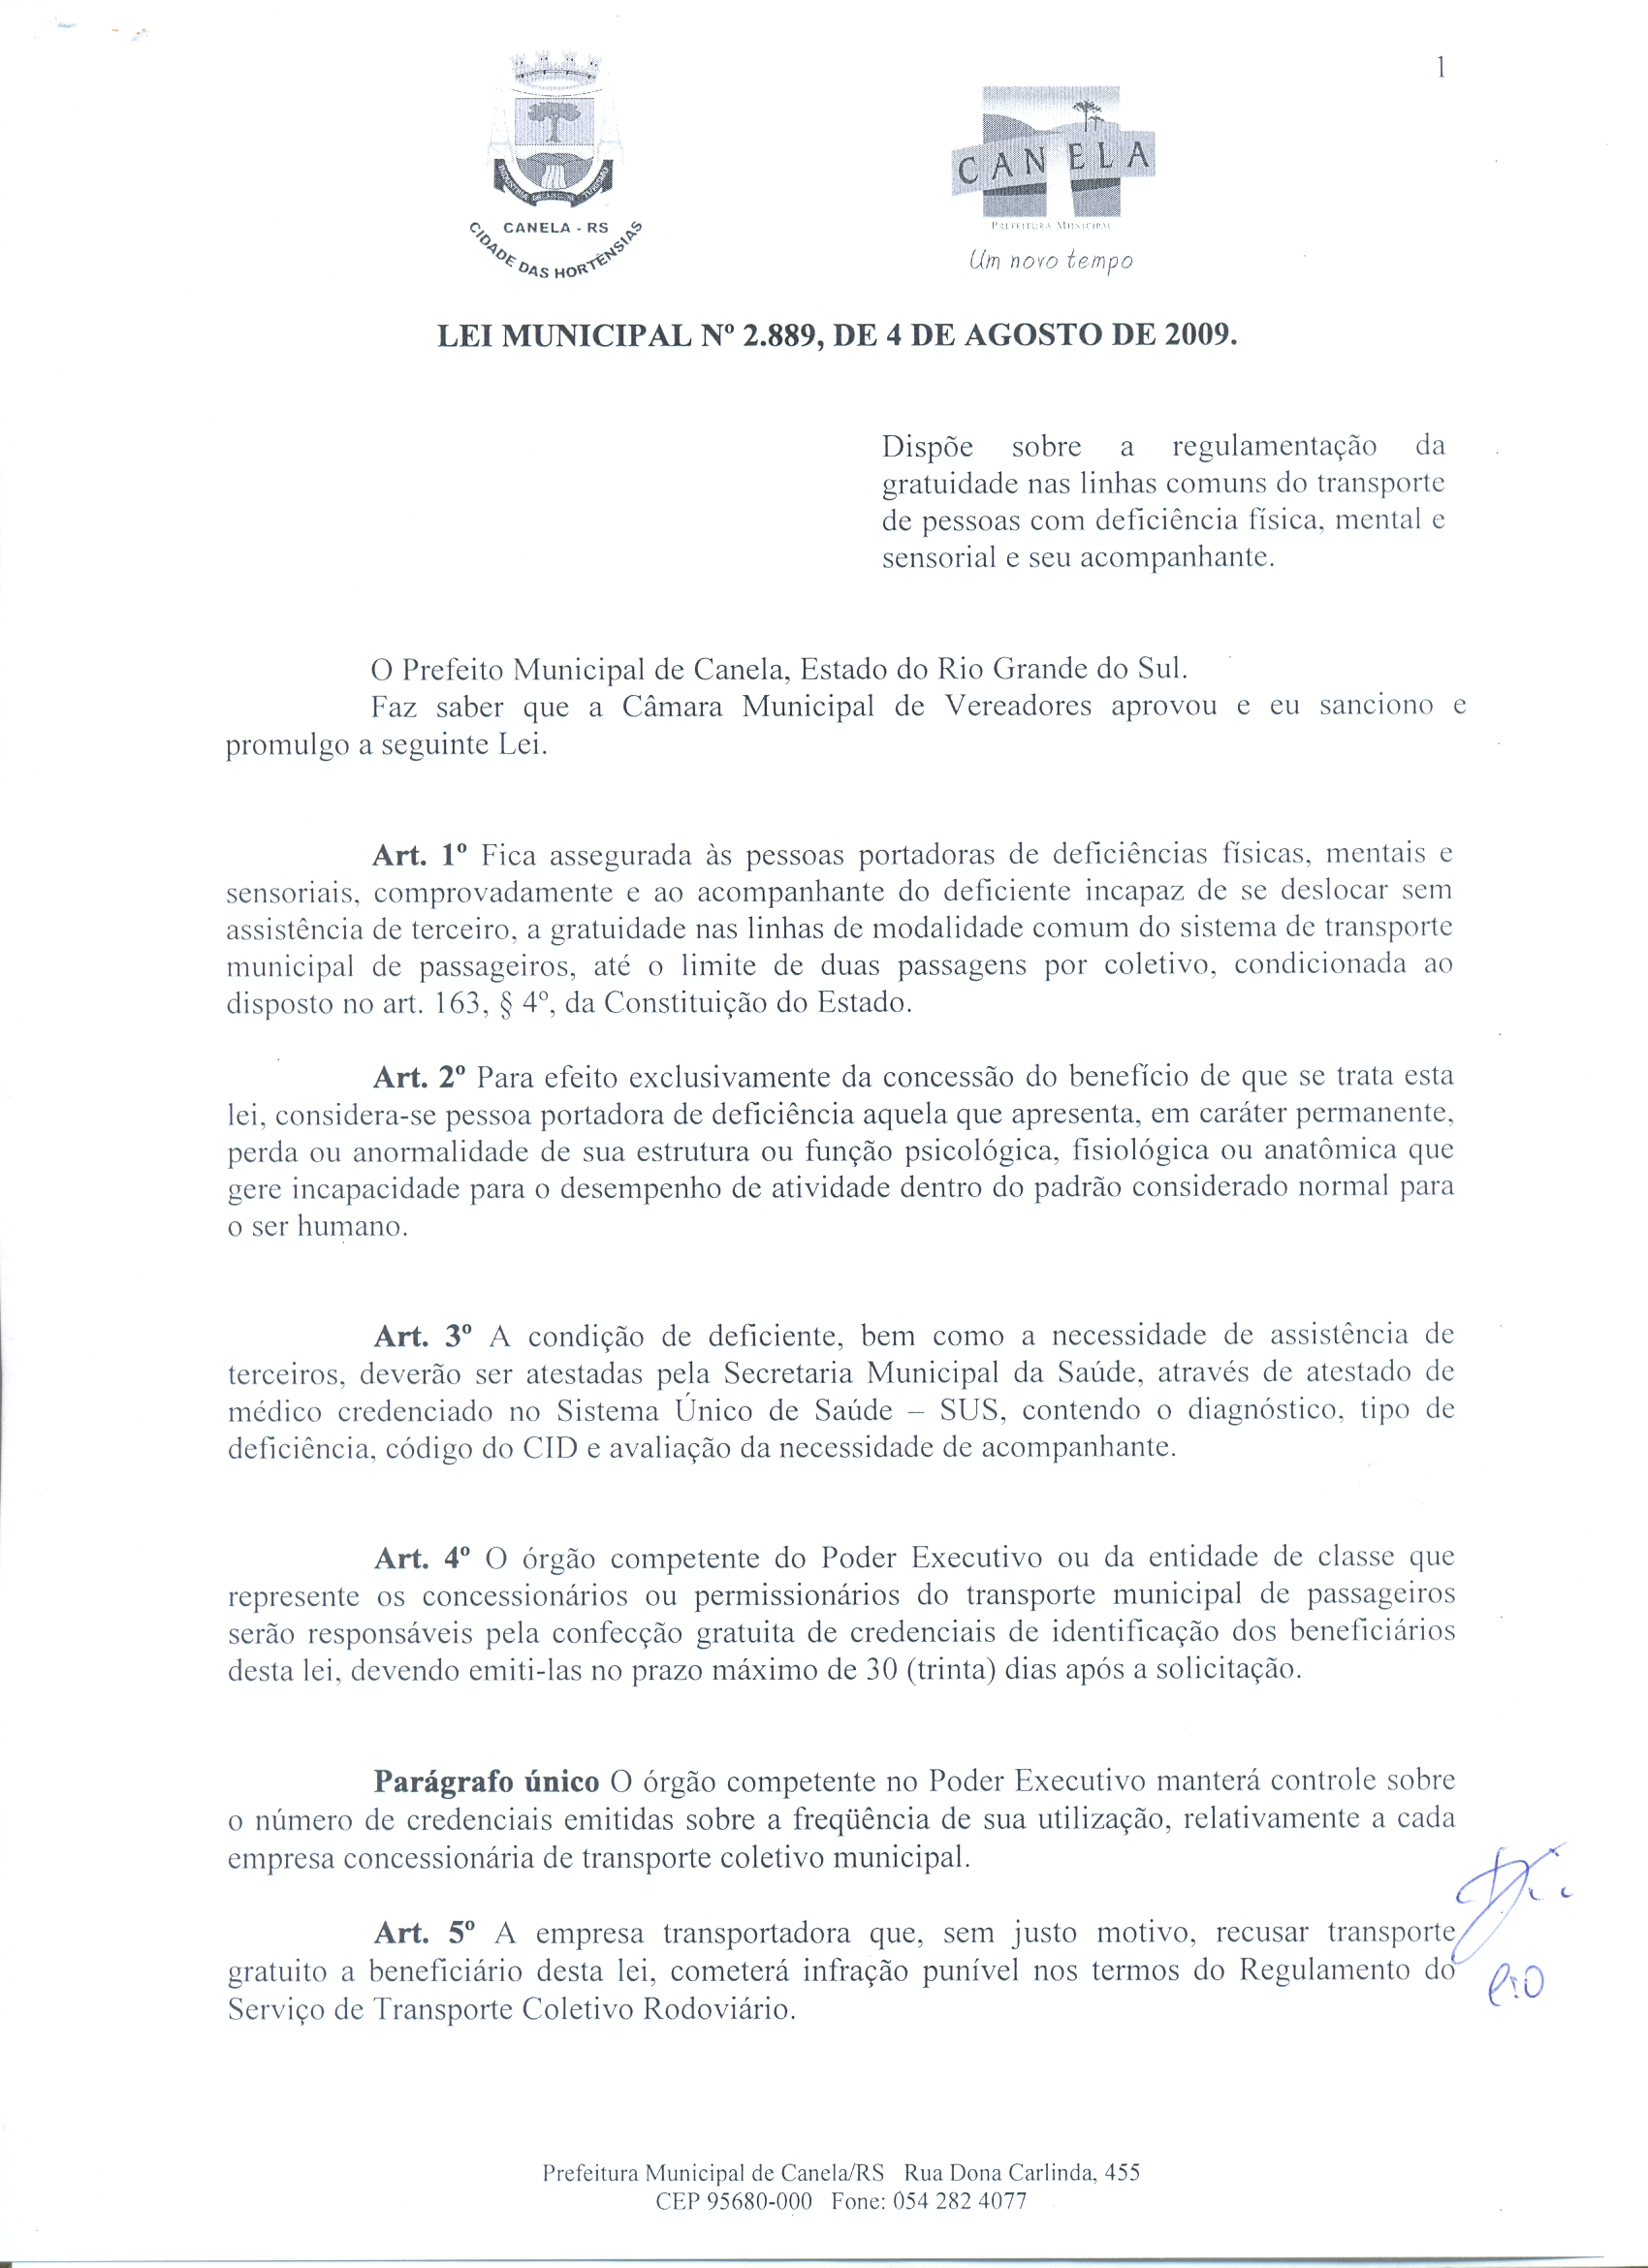 1
CANELA - RS
CIDADE DAS HORTÊNSIAS
CANELA
PREFEITURA MUNICIPAL
Um novo tempo
LEI MUNICIPAL Nº 2.889, DE 4 DE AGOSTO DE 2009.
Dispõe sobre a regulamentação da
gratuidade nas linhas comuns do transporte
de pessoas com deficiência física, mental e
sensorial e seu acompanhante.
O Prefeito Municipal de Canela, Estado do Rio Grande do Sul.
Faz saber que a Câmara Municipal de Vereadores aprovou e eu sanciono e
promulgo a seguinte Lei.
Art. 1º Fica assegurada às pessoas portadoras de deficiências físicas, mentais e
sensoriais, comprovadamente e ao acompanhante do deficiente incapaz de se deslocar sem
assistência de terceiro, a gratuidade nas linhas de modalidade comum do sistema de transporte
municipal de passageiros, até o limite de duas passagens por coletivo, condicionada ao
disposto no art. 163, § 4º, da Constituição do Estado.
Art. 2º Para efeito exclusivamente da concessão do benefício de que se trata esta
lei, considera-se pessoa portadora de deficiência aquela que apresenta, em caráter permanente,
perda ou anormalidade de sua estrutura ou função psicológica, fisiológica ou anatômica que
gere incapacidade para o desempenho de atividade dentro do padrão considerado normal para
o ser humano.
Art. 3º A condição de deficiente, bem como a necessidade de assistência de
terceiros, deverão ser atestadas pela Secretaria Municipal da Saúde, através de atestado de
médico credenciado no Sistema Único de Saúde – SUS, contendo o diagnóstico, tipo de
deficiência, código do CID e avaliação da necessidade de acompanhante.
Art. 4º O órgão competente do Poder Executivo ou da entidade de classe que
represente os concessionários ou permissionários do transporte municipal de passageiros
serão responsáveis pela confecção gratuita de credenciais de identificação dos beneficiários
desta lei, devendo emiti-las no prazo máximo de 30 (trinta) dias após a solicitação.
Parágrafo único O órgão competente no Poder Executivo manterá controle sobre
o número de credenciais emitidas sobre a freqüência de sua utilização, relativamente a cada
empresa concessionária de transporte coletivo municipal.
Art. 5º A empresa transportadora que, sem justo motivo, recusar transporte
gratuito a beneficiário desta lei, cometerá infração punível nos termos do Regulamento do
Serviço de Transporte Coletivo Rodoviário.
Prefeitura Municipal de Canela/RS Rua Dona Carlinda, 455
CEP 95680-000 Fone: 054 282 4077